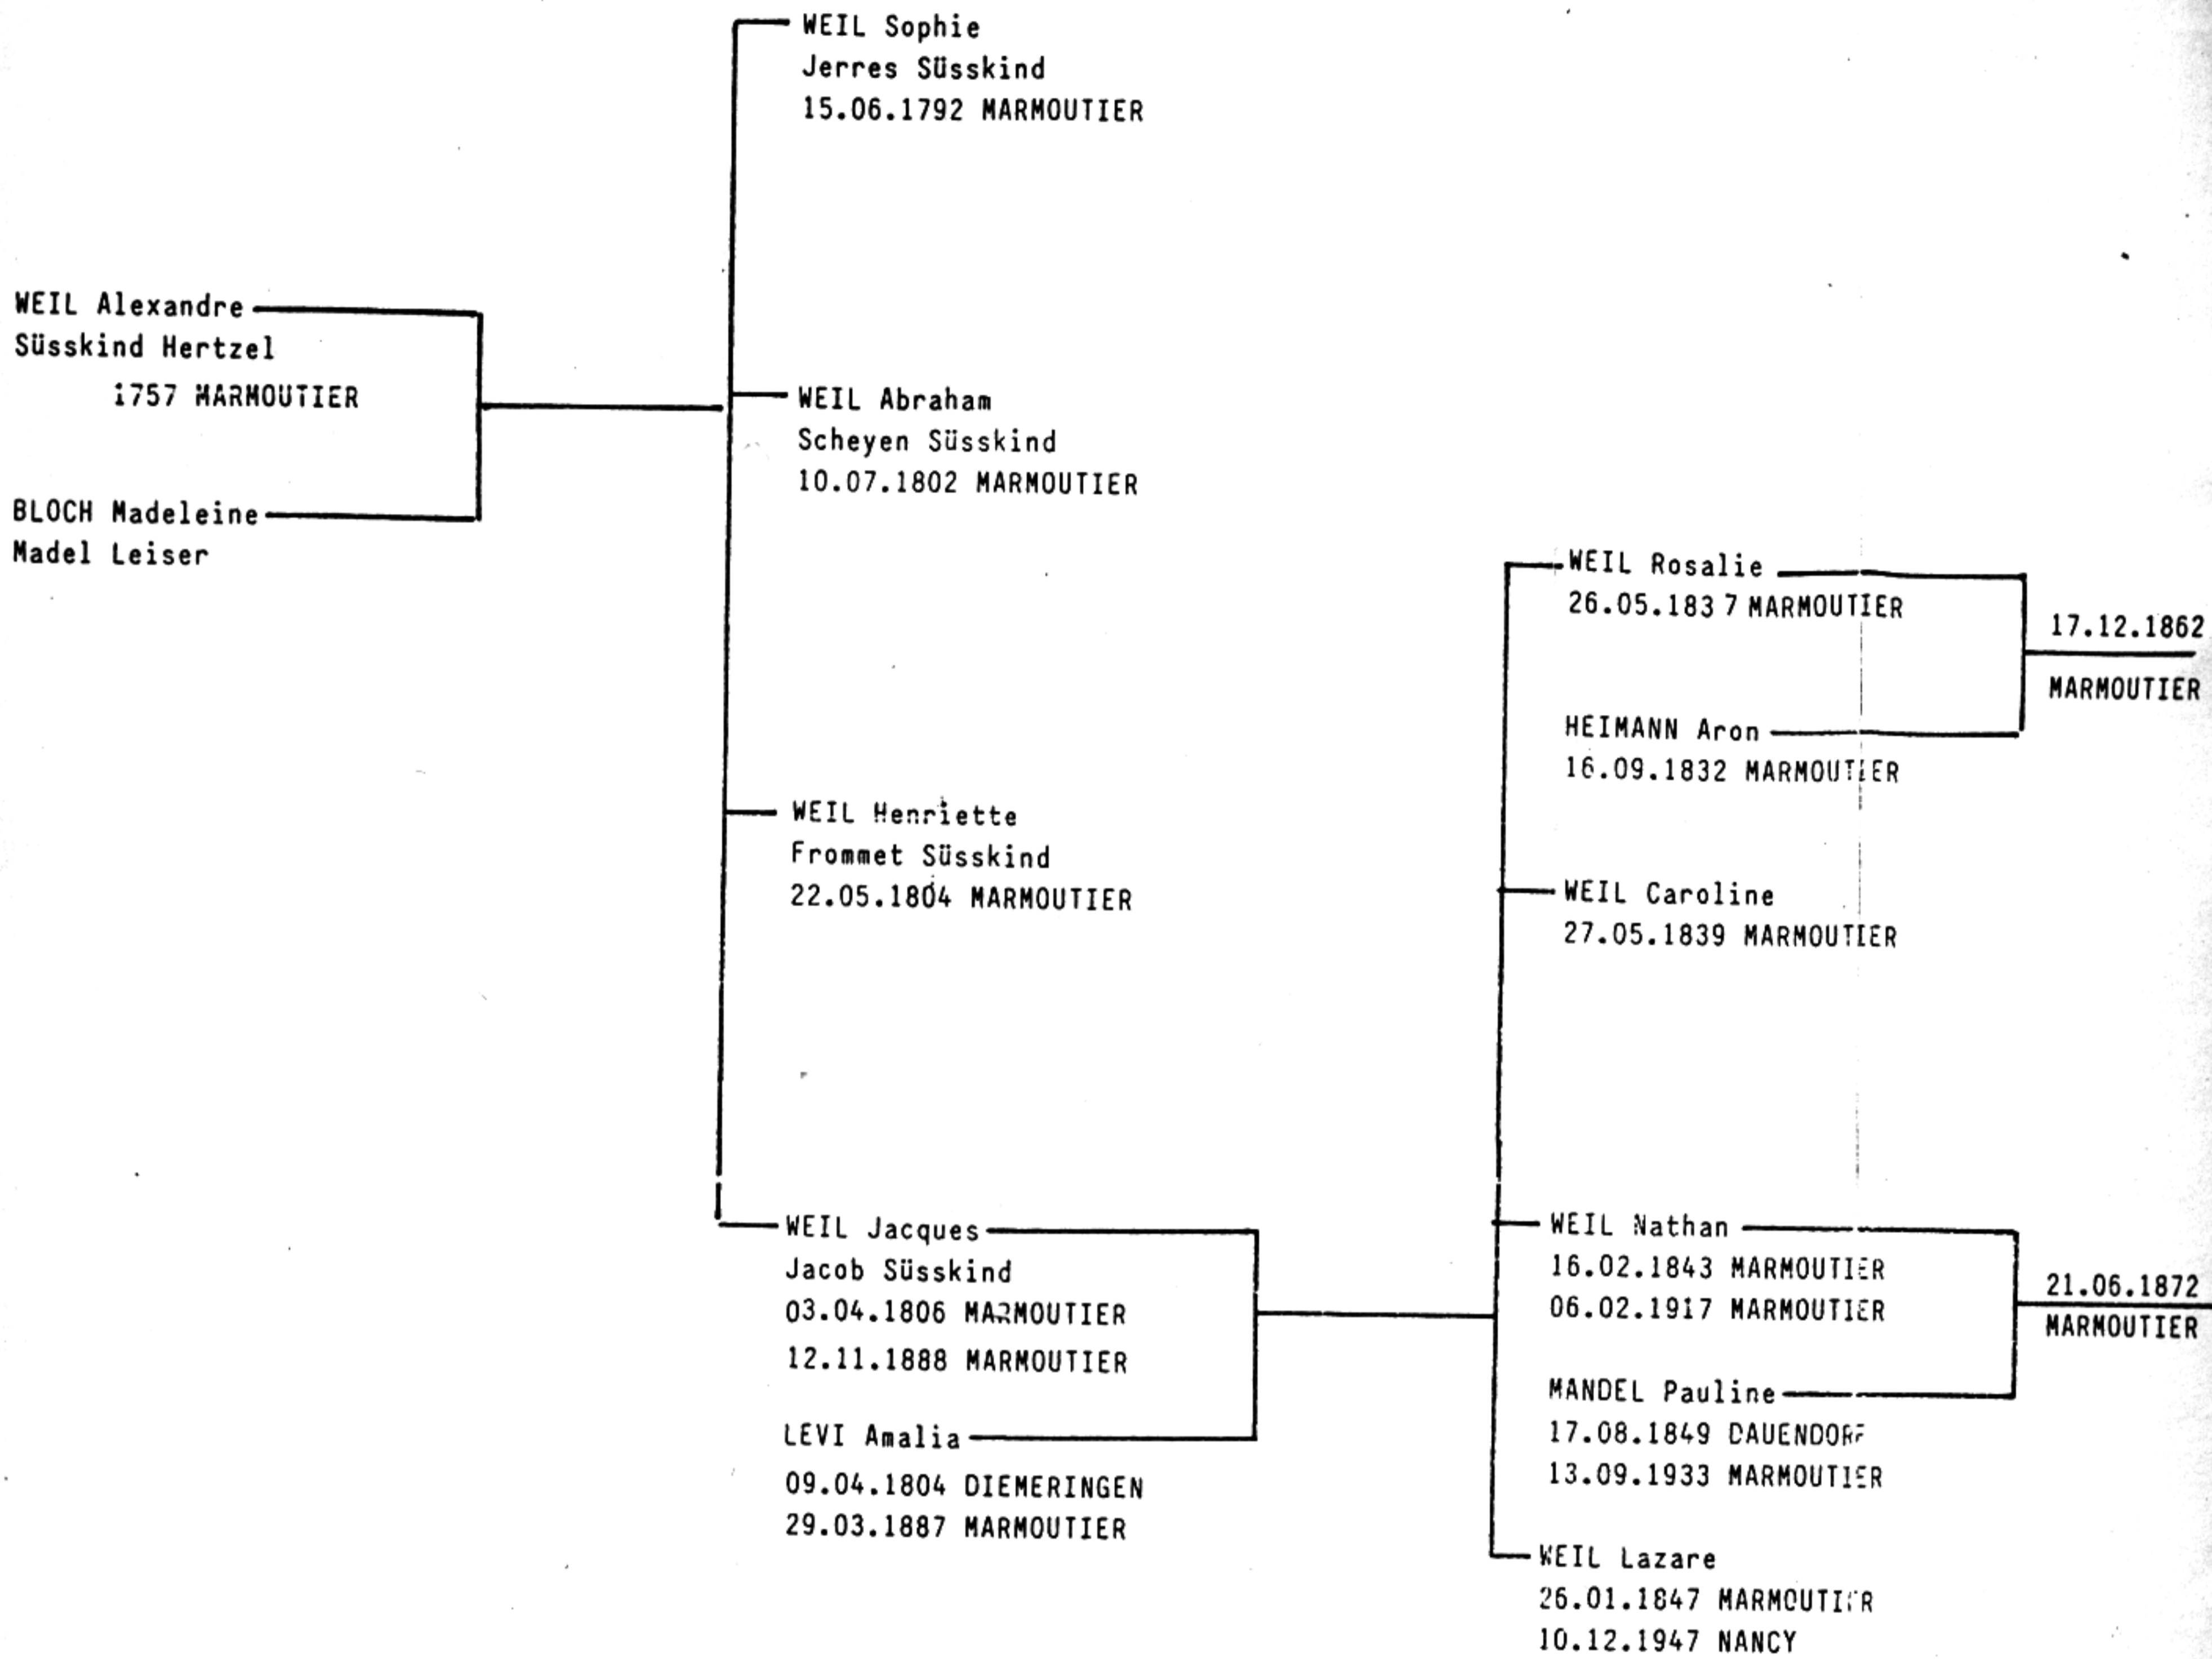 WEIL Sophie
Jerres Süsskind
15.06.1792 MARMOUTIER
WEIL Alexandre
Süsskind Hertzel
1757 MARMOUTIER
BLOCH Madeleine
Madel Leiser
WEIL Abraham
Scheyen Süsskind
10.07.1802 MARMOUTIER
WEIL Henriette
Frommet Süsskind
22.05.1804 MARMOUTIER
WEIL Jacques
Jacob Süsskind
03.04.1806 MARMOUTIER
12.11.1888 MARMOUTIER
LEVI Amalia
09.04.1804 DIEMERINGEN
29.03.1887 MARMOUTIER
WEIL Rosalie
26.05.1837 MARMOUTIER
HEIMANN Aron
16.09.1832 MARMOUTIER
17.12.1862
MARMOUTIER
WEIL Caroline
27.05.1839 MARMOUTIER
WEIL Nathan
16.02.1843 MARMOUTIER
06.02.1917 MARMOUTIER
MANDEL Pauline
17.08.1849 DAUENDORF
13.09.1933 MARMOUTIER
21.06.1872
MARMOUTIER
WEIL Lazare
26.01.1847 MARMOUTIER
10.12.1947 NANCY